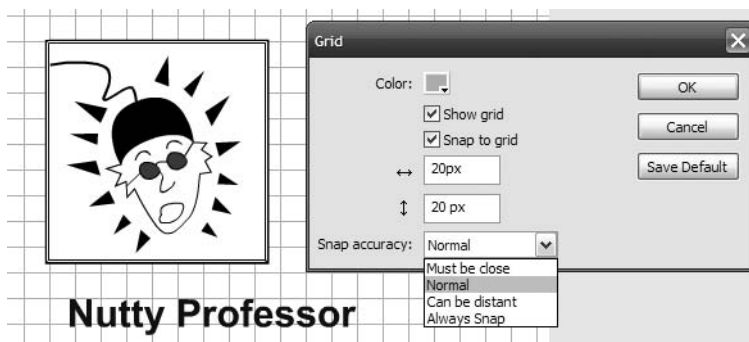 Grid
Color:
Show grid
Snap to grid
20px
20 px
Snap accuracy: Normal
Must be close
Normal
Can be distant
Always Snap
OK
Cancel
Save Default
Nutty Professor